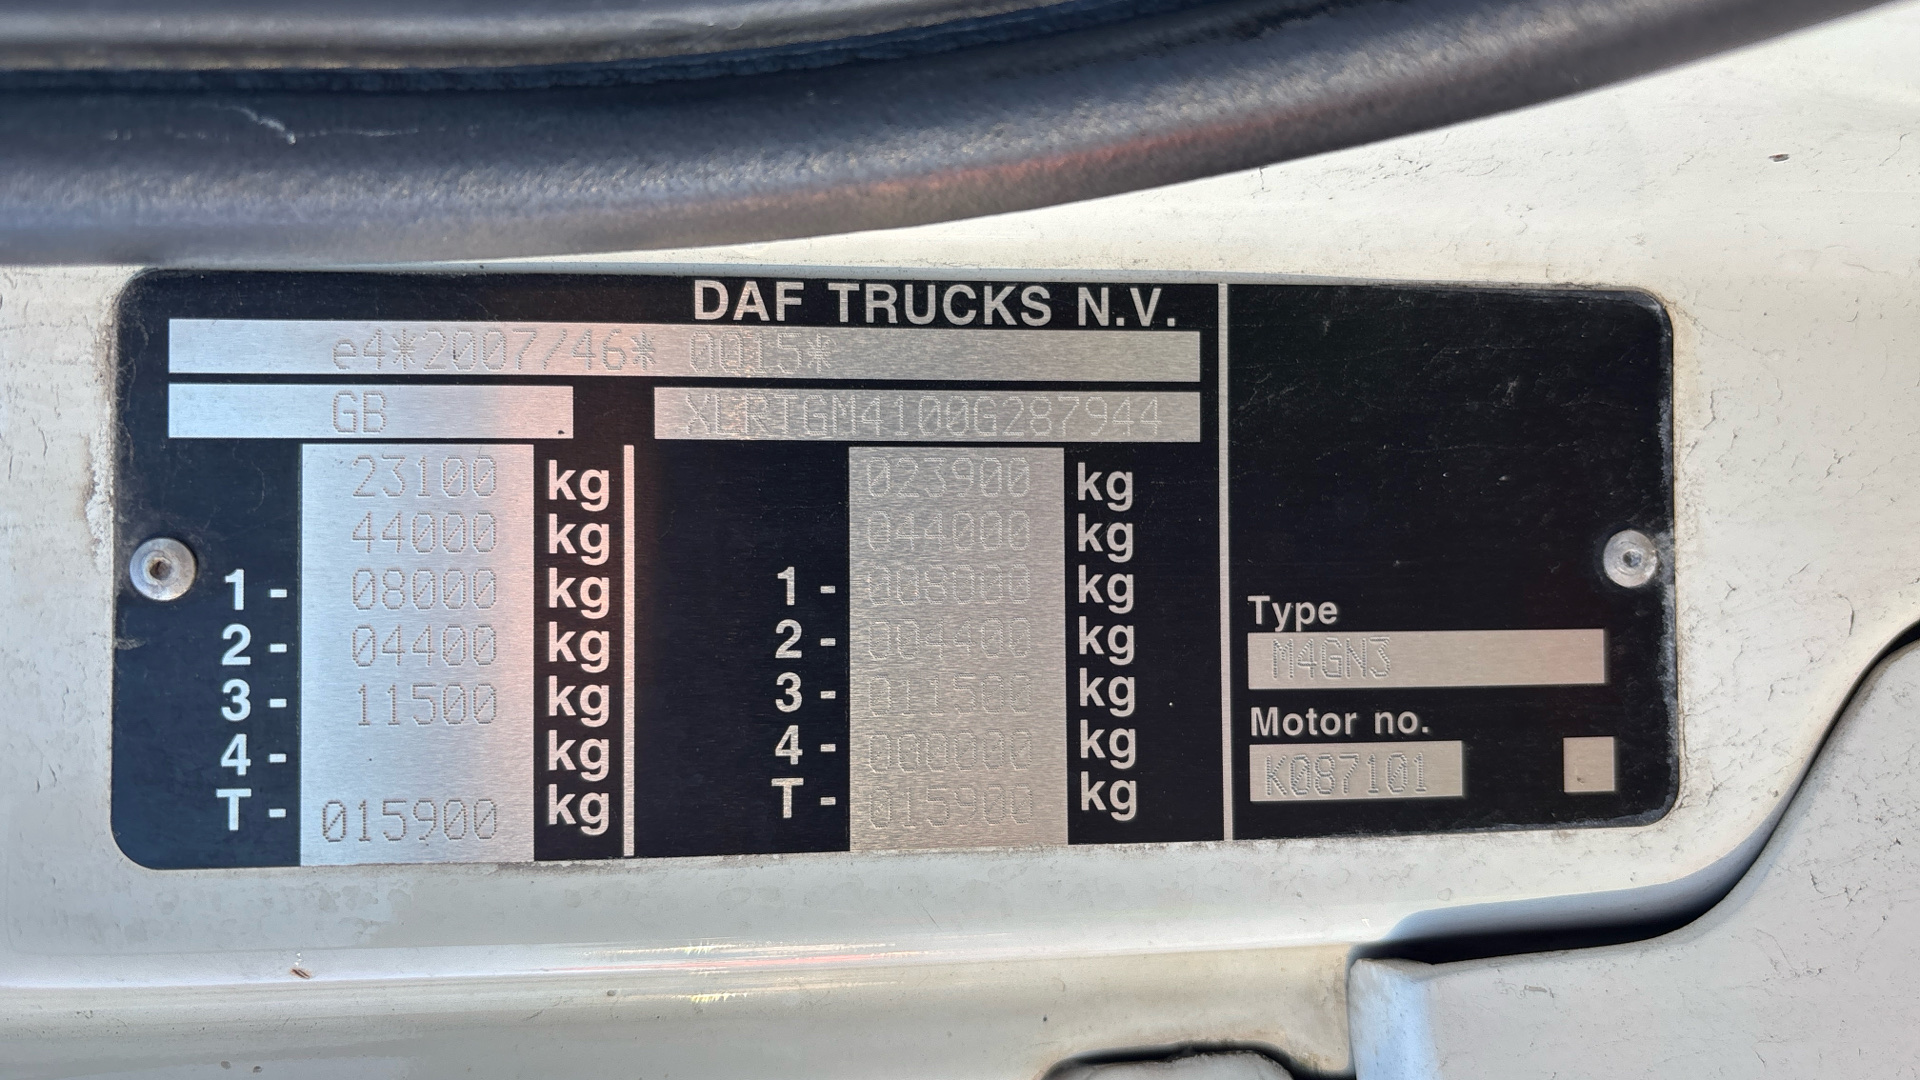 DAF TRUCKS N.V.
e4*2007/46* 0015*
GB XLRTGM4100G287944
23100 kg 023900 kg
44000 kg 044000 kg
1 - 08000 kg 1 - 008000 kg
2 - 04400 kg 2 - 004400 kg
3 - 11500 kg 3 - 011500 kg
4 - kg 4 - 000000 kg
T - 015900 kg T - 015900 kg
Type
M4GN3
Motor no.
K087101